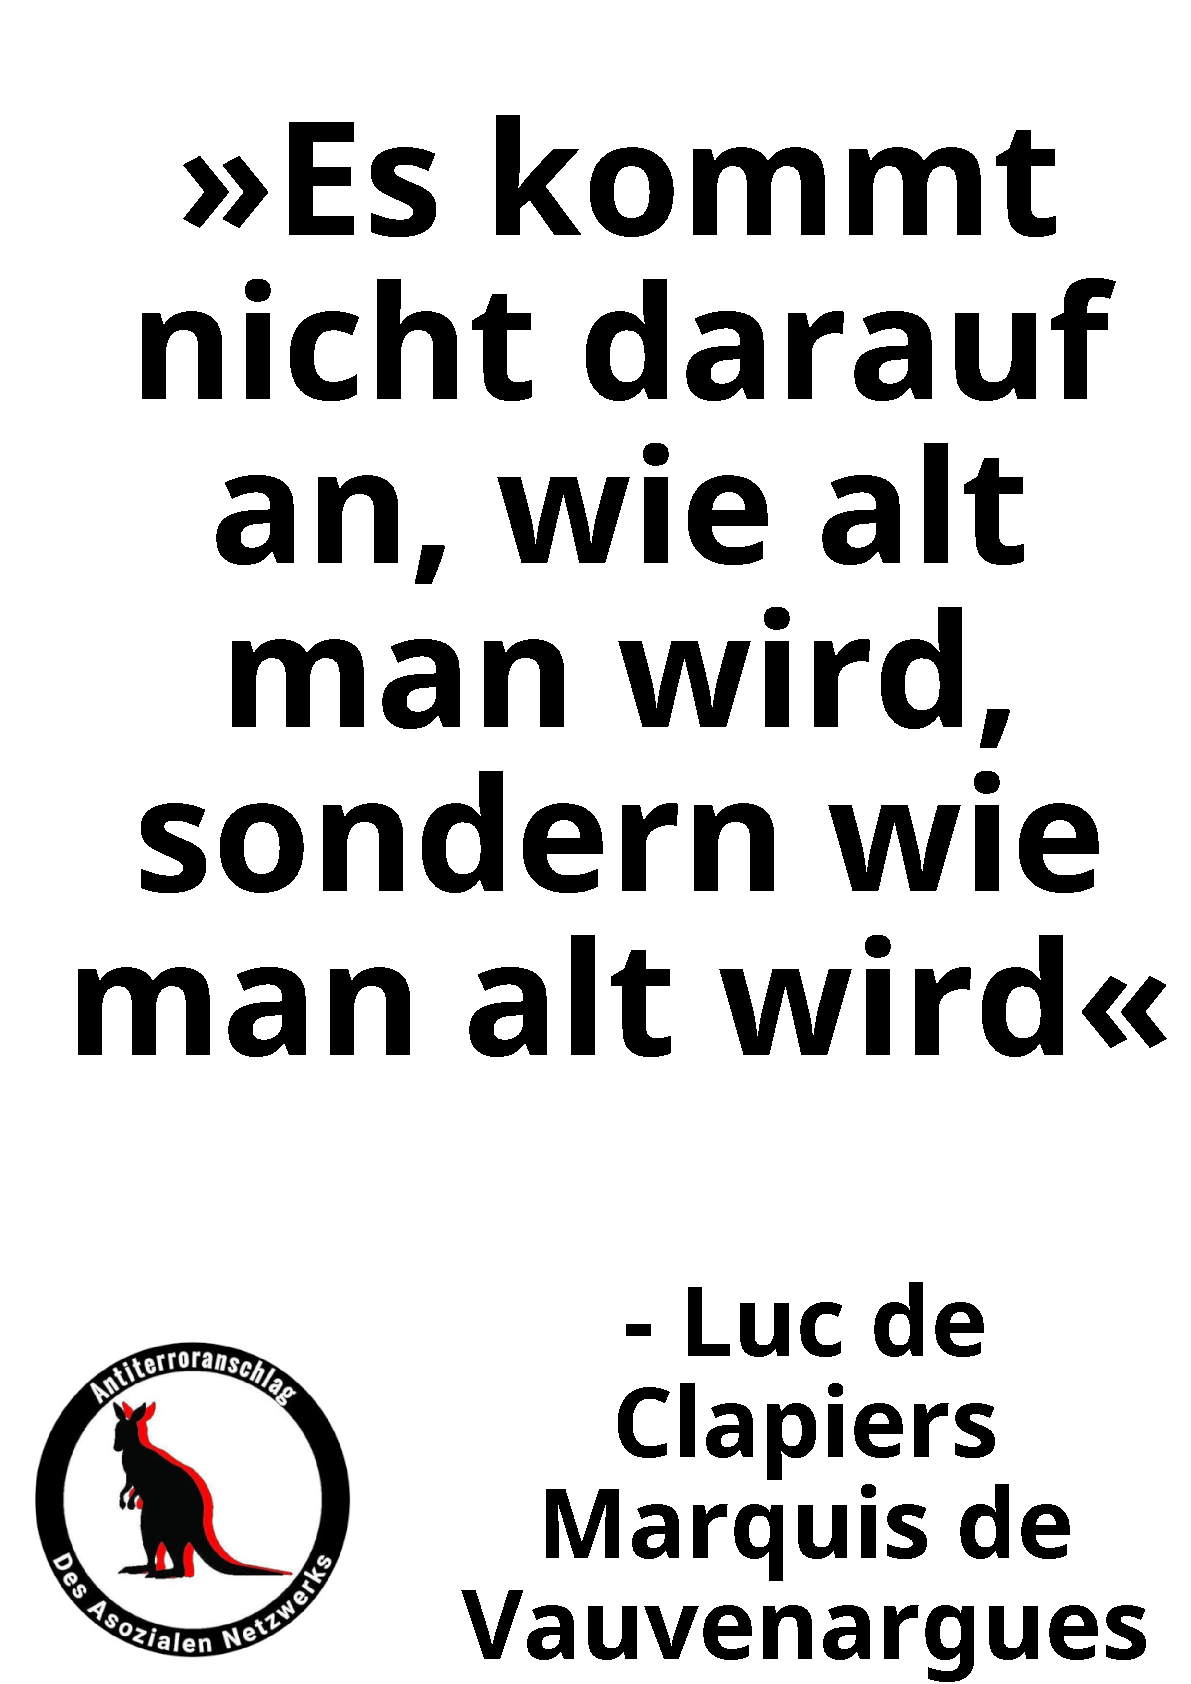 »Es kommt
nicht darauf
an, wie alt
man wird,
sondern wie
man alt wird«
- Luc de
Clapiers
Marquis de
Vauvenargues
Antiterroranschlag
Des Asozialen Netzwerks